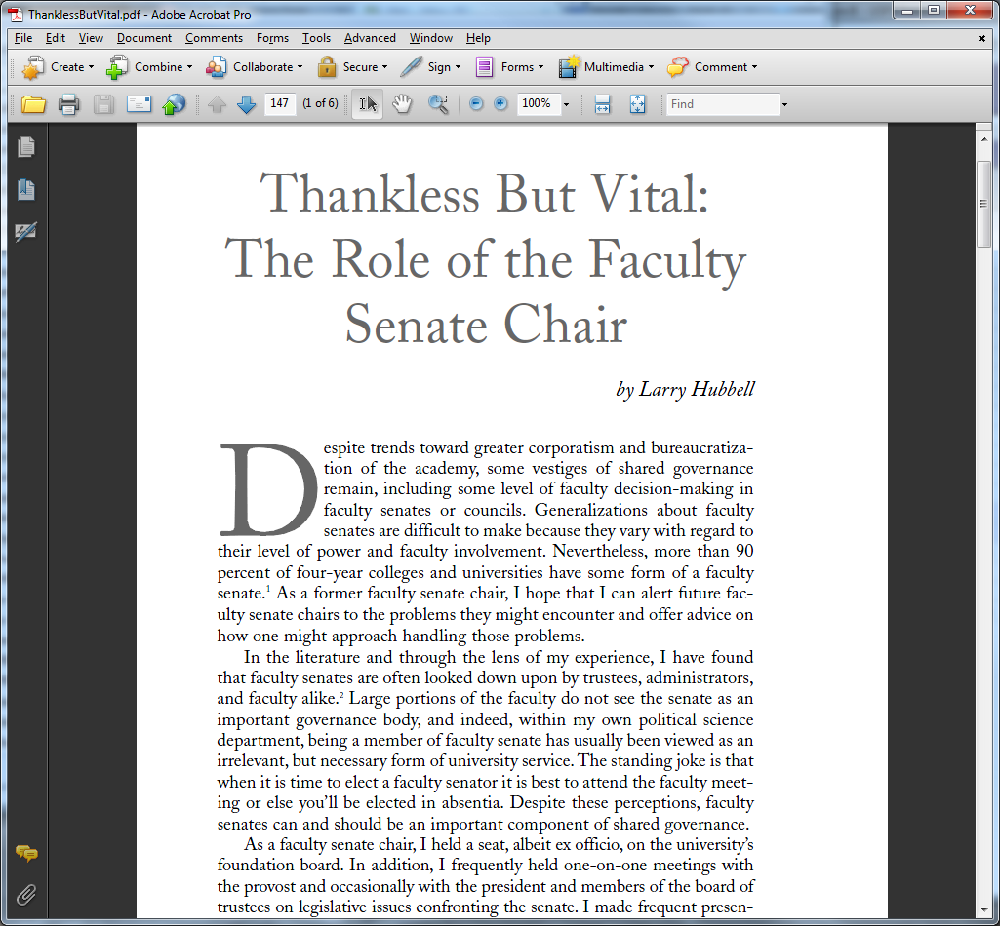 ThanklessButVital.pdf - Adobe Acrobat Pro
File Edit View Document Comments Forms Tools Advanced Window Help
Create Combine Collaborate Secure Sign Forms Multimedia Comment
147 (1 of 6) 100% Find
Thankless But Vital:
The Role of the Faculty
Senate Chair
by Larry Hubbell
Despite trends toward greater corporatism and bureaucratiza-
tion of the academy, some vestiges of shared governance
remain, including some level of faculty decision-making in
faculty senates or councils. Generalizations about faculty
senates are difficult to make because they vary with regard to
their level of power and faculty involvement. Nevertheless, more than 90
percent of four-year colleges and universities have some form of a faculty
senate.1 As a former faculty senate chair, I hope that I can alert future fac-
ulty senate chairs to the problems they might encounter and offer advice on
how one might approach handling those problems.
In the literature and through the lens of my experience, I have found
that faculty senates are often looked down upon by trustees, administrators,
and faculty alike.2 Large portions of the faculty do not see the senate as an
important governance body, and indeed, within my own political science
department, being a member of faculty senate has usually been viewed as an
irrelevant, but necessary form of university service. The standing joke is that
when it is time to elect a faculty senator it is best to attend the faculty meet-
ing or else you'll be elected in absentia. Despite these perceptions, faculty
senates can and should be an important component of shared governance.
As a faculty senate chair, I held a seat, albeit ex officio, on the university's
foundation board. In addition, I frequently held one-on-one meetings with
the provost and occasionally with the president and members of the board of
trustees on legislative issues confronting the senate. I made frequent presen-